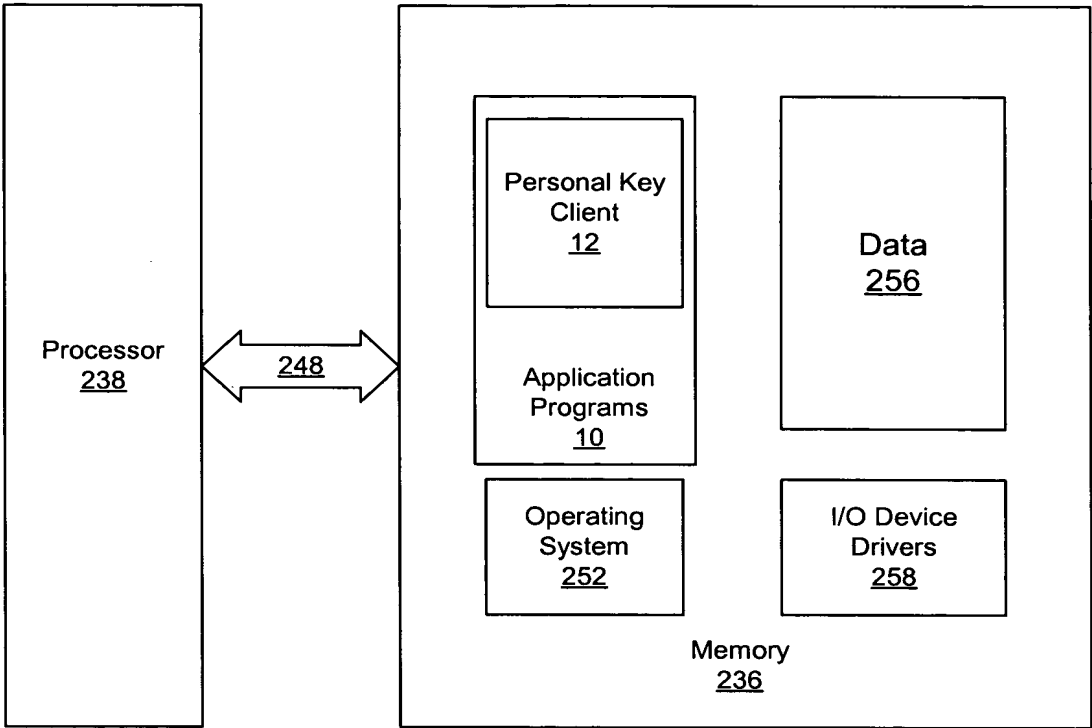 Processor
238
248
Personal Key
Client
12
Application
Programs
10
Data
256
Operating
System
252
I/O Device
Drivers
258
Memory
236